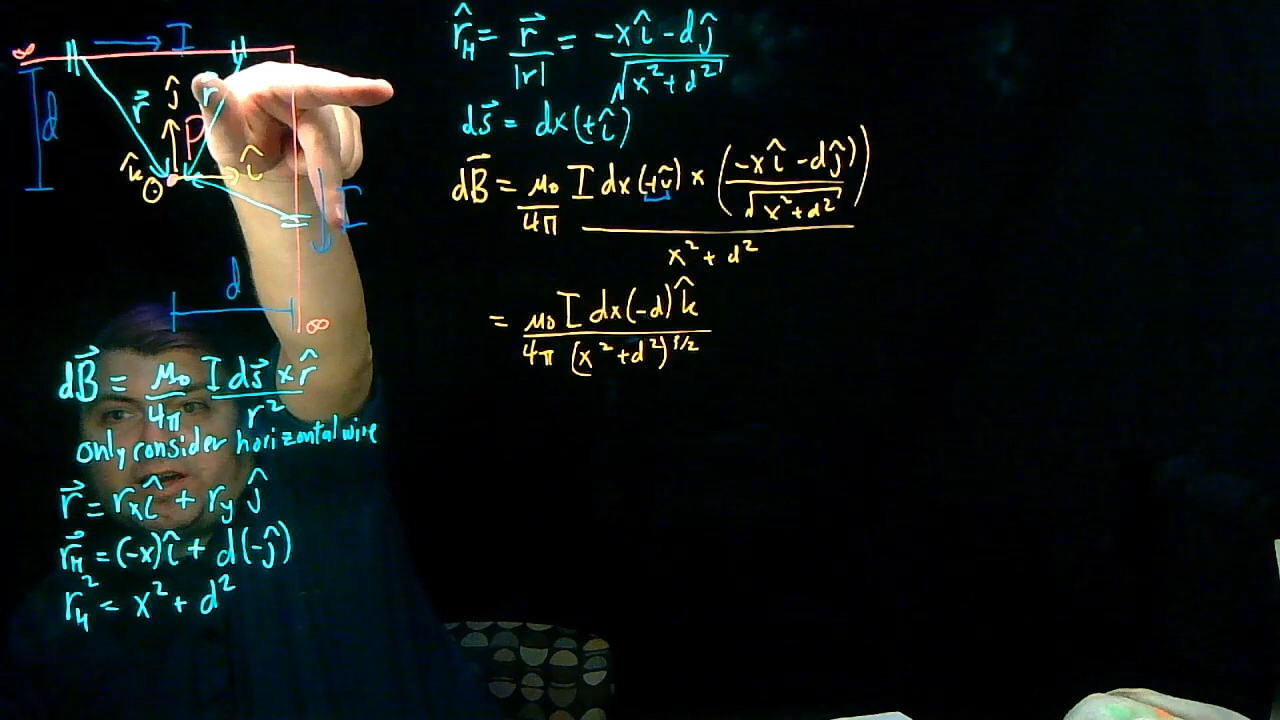 ∞ I
r⃗ ĵ r
d P
k̂ î I
d
∞
dB⃗ = μ₀/4π I ds⃗ × r̂/r²
only consider horizontal wire
r⃗ = rₓî + r_y ĵ
r⃗_H = (-x)î + d(-ĵ)
r_H² = x² + d²
r̂_H = r⃗/|r| = (-xî - dĵ)/√(x² + d²)
ds⃗ = dx(+î)
dB⃗ = μ₀/4π I dx(+î) × ((-xî - dĵ)/√(x² + d²))/(x² + d²)
= μ₀ I dx(-d)k̂/4π (x² + d²)^3/2